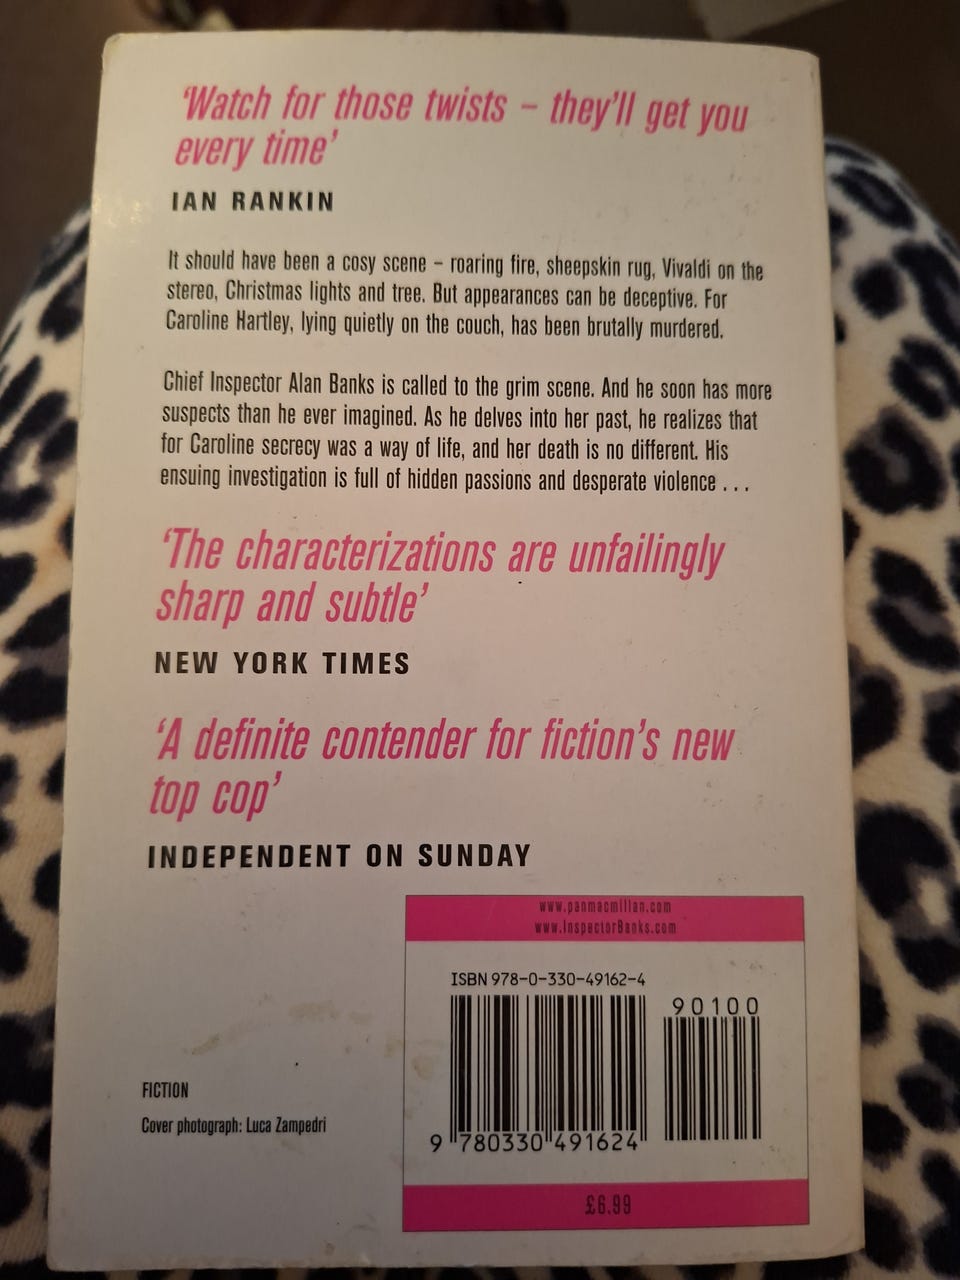 ‘Watch for those twists – they’ll get you
every time’
IAN RANKIN
It should have been a cosy scene – roaring fire, sheepskin rug, Vivaldi on the
stereo, Christmas lights and tree. But appearances can be deceptive. For
Caroline Hartley, lying quietly on the couch, has been brutally murdered.
Chief Inspector Alan Banks is called to the grim scene. And he soon has more
suspects than he ever imagined. As he delves into her past, he realizes that
for Caroline secrecy was a way of life, and her death is no different. His
ensuing investigation is full of hidden passions and desperate violence . . .
‘The characterizations are unfailingly
sharp and subtle’
NEW YORK TIMES
‘A definite contender for fiction’s new
top cop’
INDEPENDENT ON SUNDAY
www.panmacmillan.com
www.InspectorBanks.com
ISBN 978-0-330-49162-4
90100
9 780330 491624
FICTION
Cover photograph: Luca Zampedri
£6.99